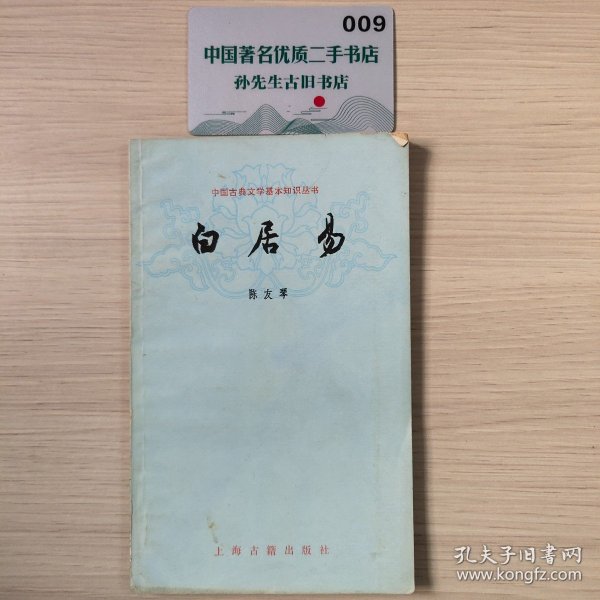 009
中国著名优质二手书店
孙先生古旧书店
中国古典文学基本知识丛书
白居易
陈友琴
上海古籍出版社
孔夫子旧书网
www.kongfz.com